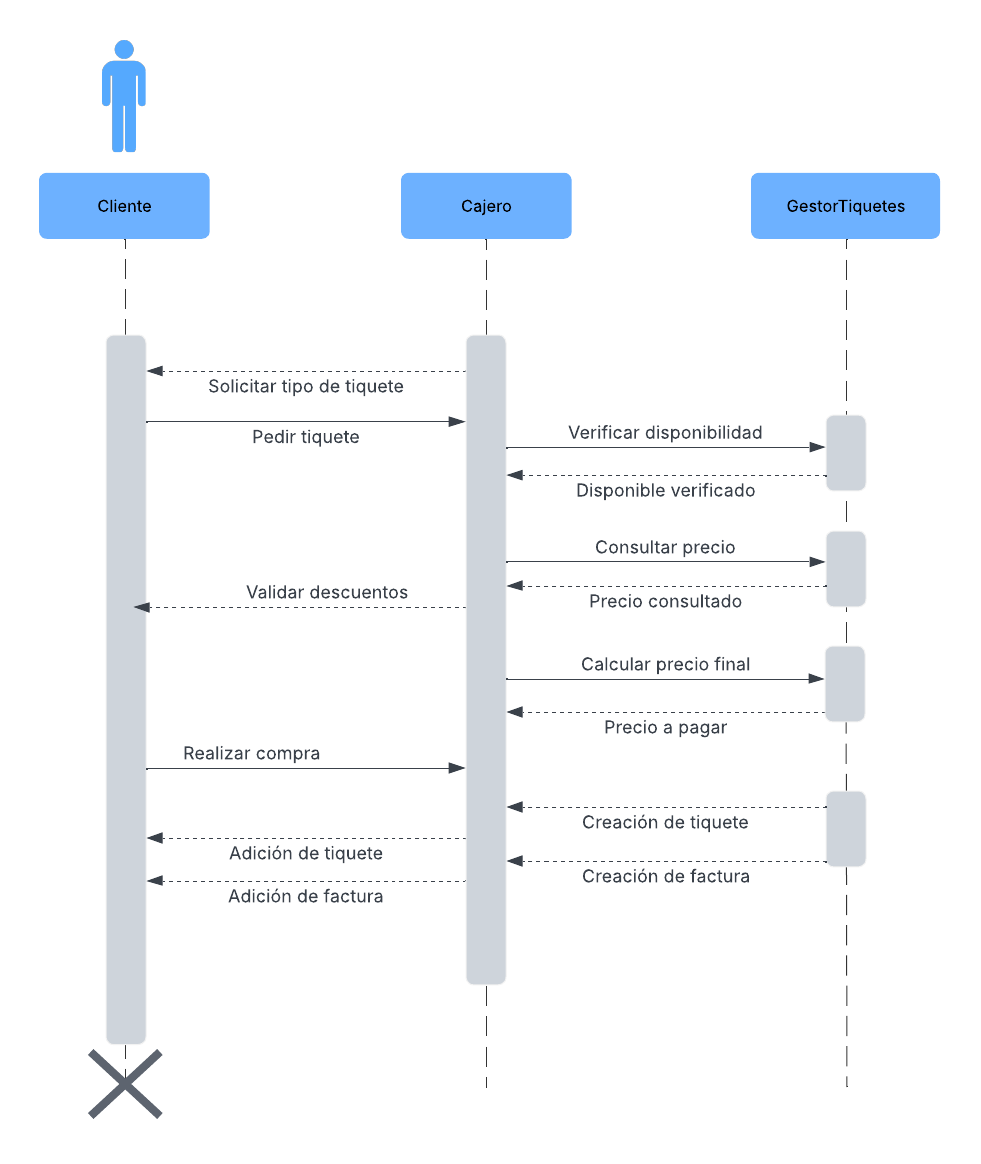 Cliente
Cajero
GestorTiquetes
Solicitar tipo de tiquete
Pedir tiquete
Verificar disponibilidad
Disponible verificado
Consultar precio
Validar descuentos
Precio consultado
Calcular precio final
Precio a pagar
Realizar compra
Creación de tiquete
Adición de tiquete
Creación de factura
Adición de factura